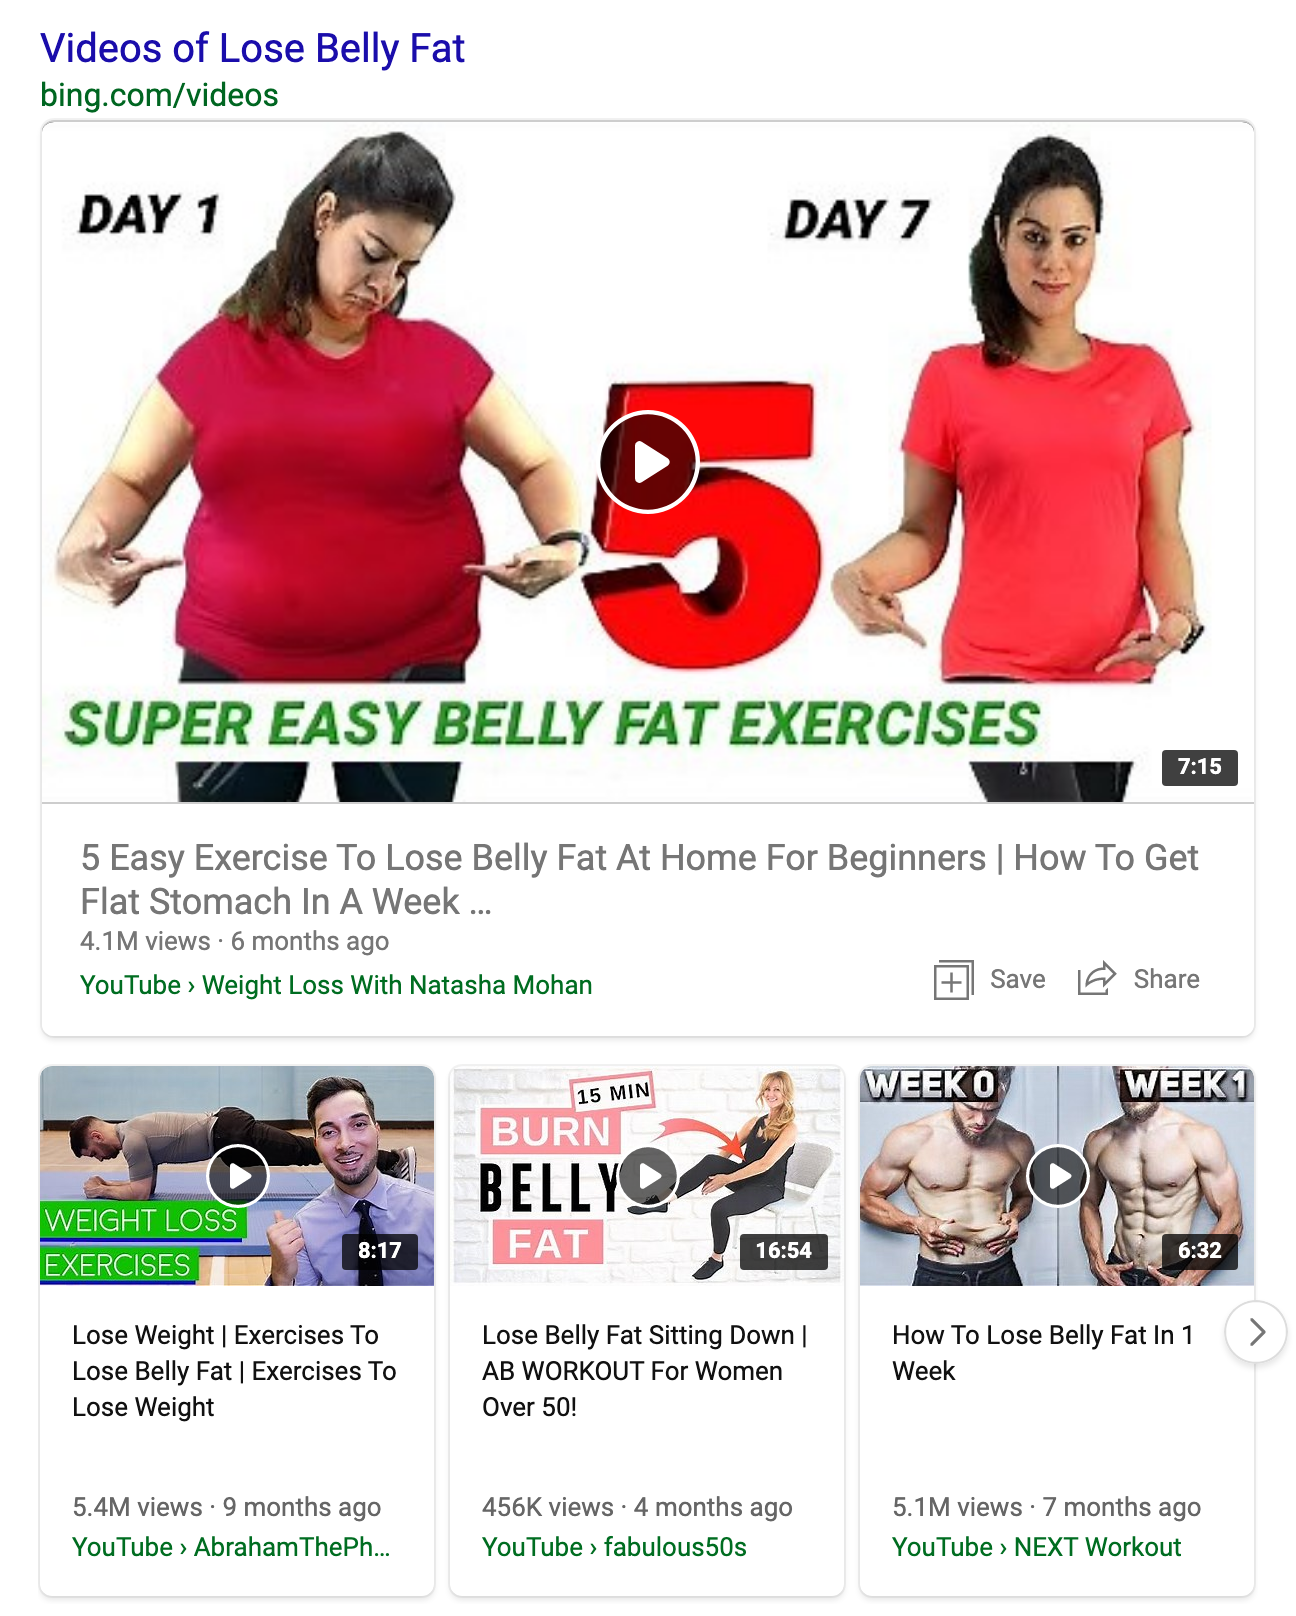 Videos of Lose Belly Fat
bing.com/videos
DAY 1
DAY 7
5
SUPER EASY BELLY FAT EXERCISES
7:15
5 Easy Exercise To Lose Belly Fat At Home For Beginners | How To Get
Flat Stomach In A Week ...
4.1M views · 6 months ago
YouTube › Weight Loss With Natasha Mohan
Save
Share
WEIGHT LOSS
EXERCISES
8:17
Lose Weight | Exercises To
Lose Belly Fat | Exercises To
Lose Weight
5.4M views · 9 months ago
YouTube › AbrahamThePh...
15 MIN
BURN
BELLY
FAT
16:54
Lose Belly Fat Sitting Down |
AB WORKOUT For Women
Over 50!
456K views · 4 months ago
YouTube › fabulous50s
WEEK 0
WEEK 1
6:32
How To Lose Belly Fat In 1
Week
5.1M views · 7 months ago
YouTube › NEXT Workout